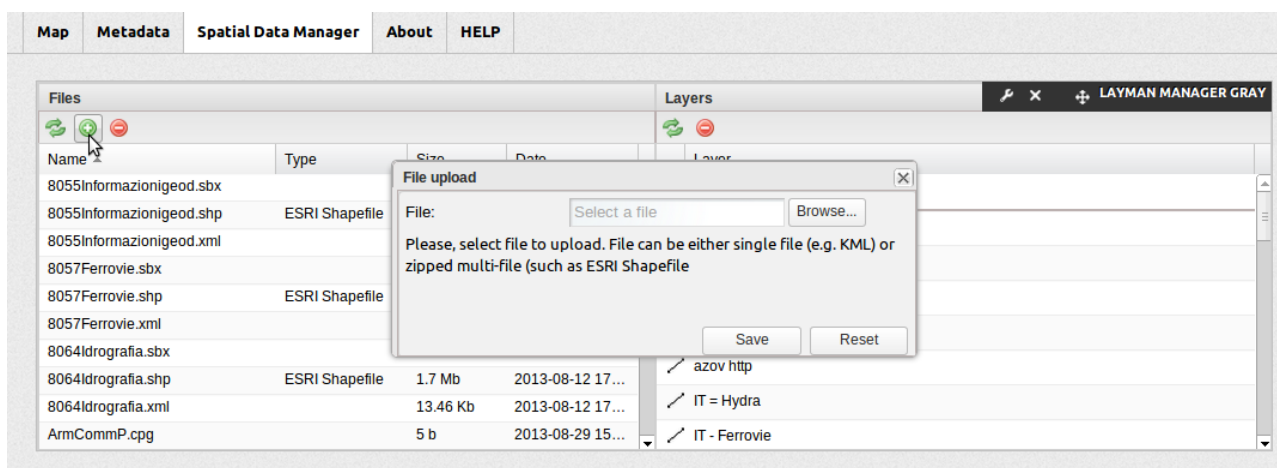 Map Metadata Spatial Data Manager About HELP
Files
Layers
LAYMAN MANAGER GRAY
Name Type Size Date
Layer
8055Informazionigeod.sbx
8055Informazionigeod.shp ESRI Shapefile
8055Informazionigeod.xml
8057Ferrovie.sbx
8057Ferrovie.shp ESRI Shapefile
8057Ferrovie.xml
8064Idrografia.sbx
8064Idrografia.shp ESRI Shapefile 1.7 Mb 2013-08-12 17...
8064Idrografia.xml 13.46 Kb 2013-08-12 17...
ArmCommP.cpg 5 b 2013-08-29 15...
File upload
File: Select a file Browse...
Please, select file to upload. File can be either single file (e.g. KML) or
zipped multi-file (such as ESRI Shapefile
Save Reset
azov http
IT = Hydra
IT - Ferrovie